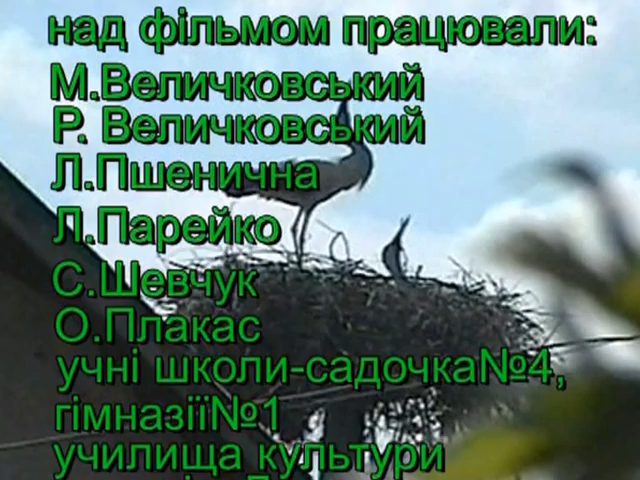 над фільмом працювали:
М.Величковський
Р. Величковський
Л.Пшенична
Л.Парейко
С.Шевчук
О.Плакас
учні школи-садочка№4,
гімназії№1
училища культури